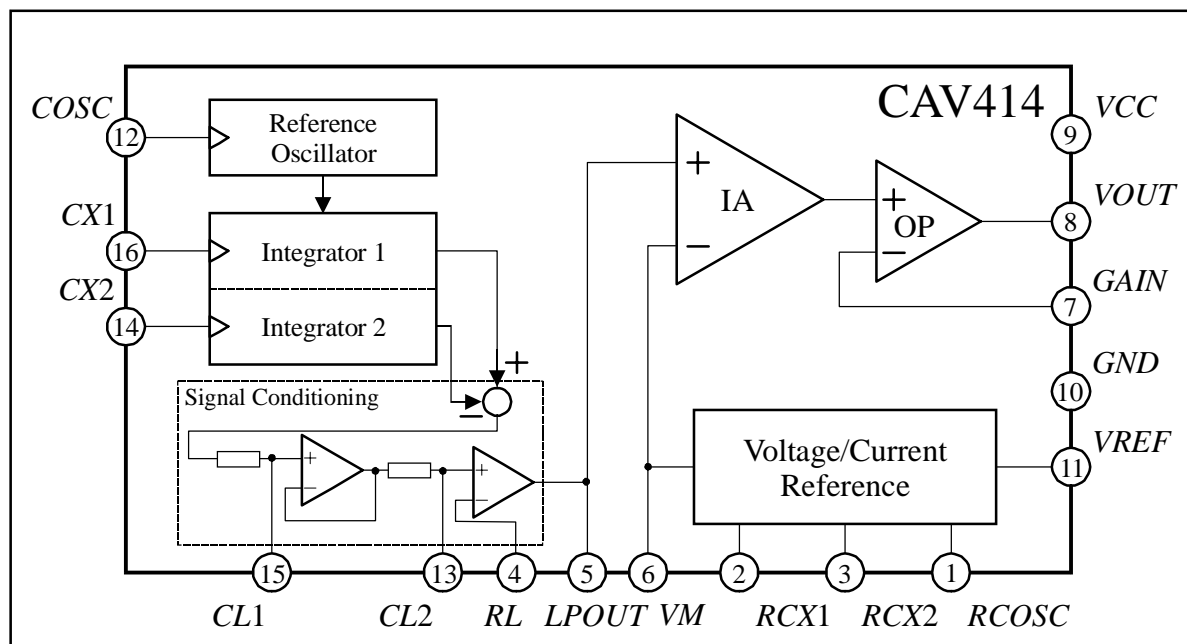 CAV414
COSC
12
Reference
Oscillator
VCC
9
CX1
16
Integrator 1
+
IA
−
+
OP
−
VOUT
8
CX2
14
Integrator 2
GAIN
7
+
−
Signal Conditioning
GND
10
+
−
+
−
Voltage/Current
Reference
VREF
11
15
13
4
5
6
2
3
1
CL1
CL2
RL
LPOUT
VM
RCX1
RCX2
RCOSC